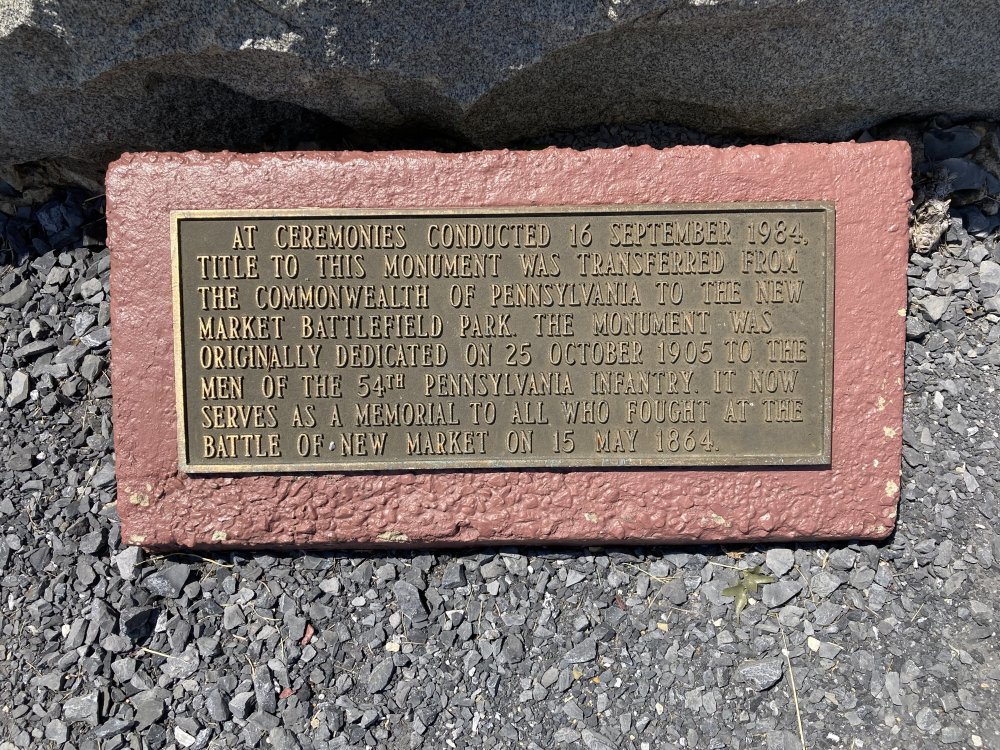 AT CEREMONIES CONDUCTED 16 SEPTEMBER 1984,
TITLE TO THIS MONUMENT WAS TRANSFERRED FROM
THE COMMONWEALTH OF PENNSYLVANIA TO THE NEW
MARKET BATTLEFIELD PARK. THE MONUMENT WAS
ORIGINALLY DEDICATED ON 25 OCTOBER 1905 TO THE
MEN OF THE 54TH PENNSYLVANIA INFANTRY. IT NOW
SERVES AS A MEMORIAL TO ALL WHO FOUGHT AT THE
BATTLE OF NEW MARKET ON 15 MAY 1864.